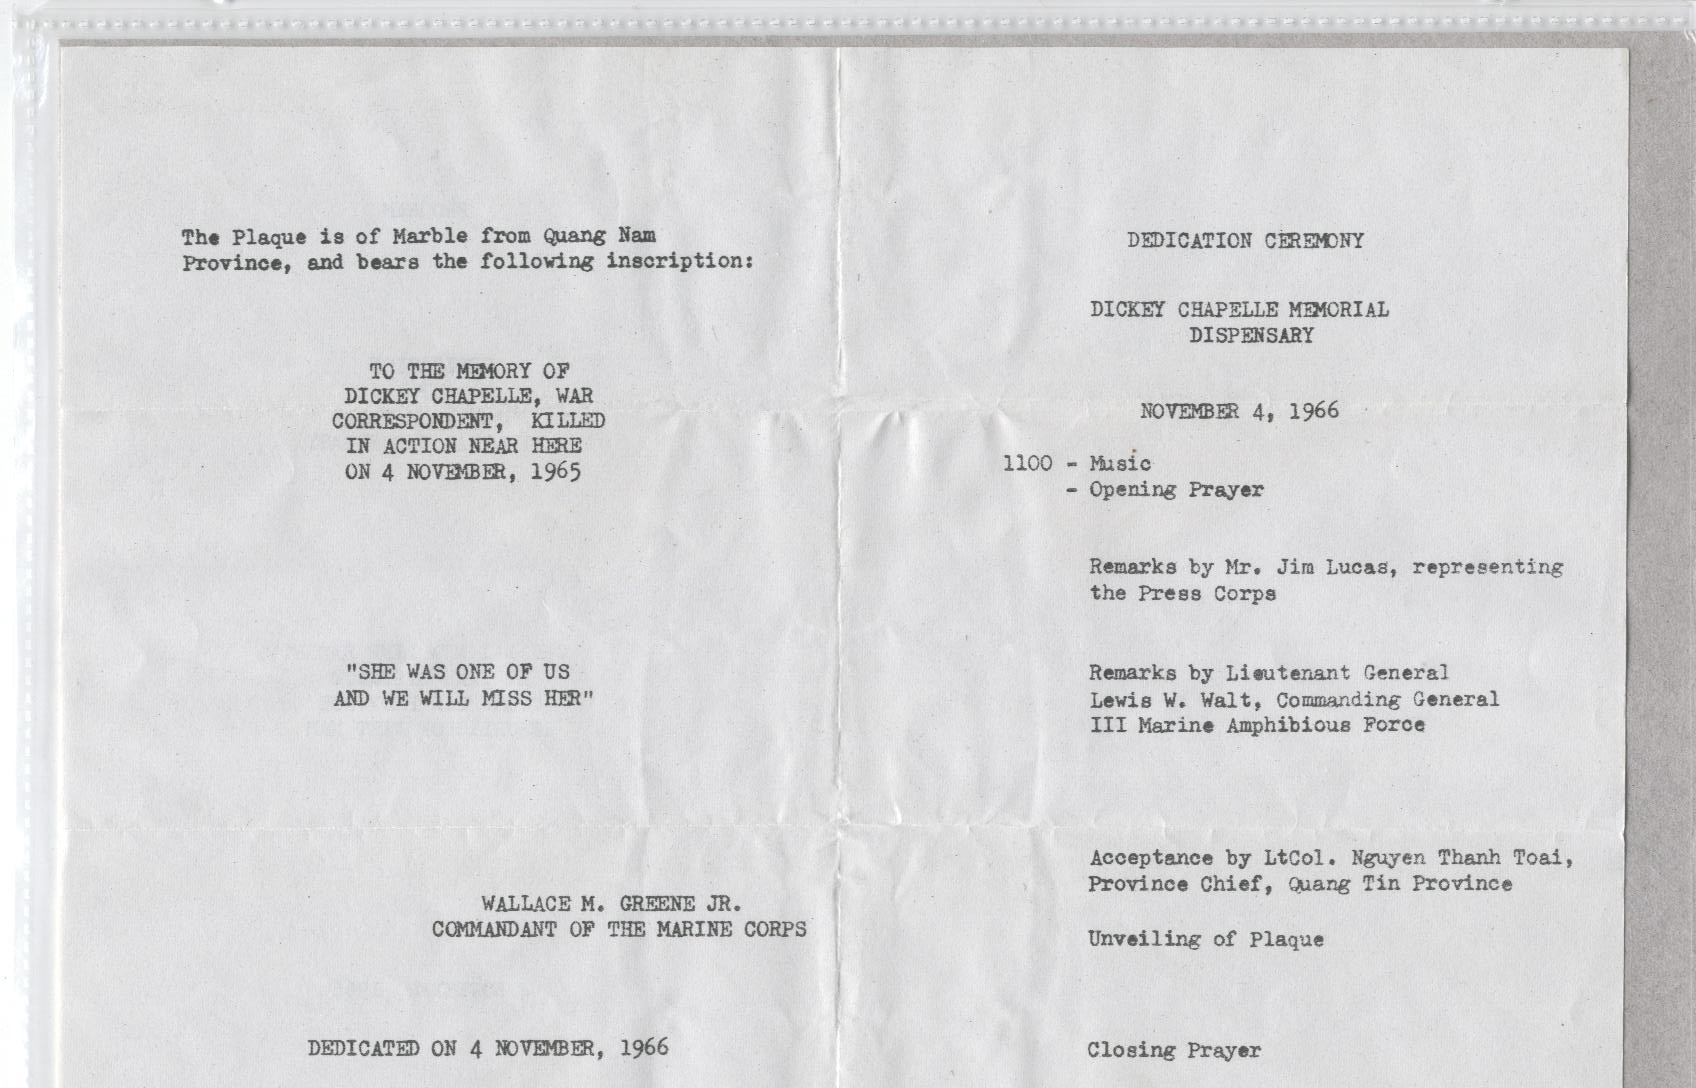 The Plaque is of Marble from Quang Nam
Province, and bears the following inscription:
TO THE MEMORY OF
DICKEY CHAPELLE, WAR
CORRESPONDENT, KILLED
IN ACTION NEAR HERE
ON 4 NOVEMBER, 1965
"SHE WAS ONE OF US
AND WE WILL MISS HER"
WALLACE M. GREENE JR.
COMMANDANT OF THE MARINE CORPS
DEDICATED ON 4 NOVEMBER, 1966
DEDICATION CEREMONY
DICKEY CHAPELLE MEMORIAL
DISPENSARY
NOVEMBER 4, 1966
1100 - Music
- Opening Prayer
Remarks by Mr. Jim Lucas, representing
the Press Corps
Remarks by Lieutenant General
Lewis W. Walt, Commanding General
III Marine Amphibious Force
Acceptance by LtCol. Nguyen Thanh Toai,
Province Chief, Quang Tin Province
Unveiling of Plaque
Closing Prayer